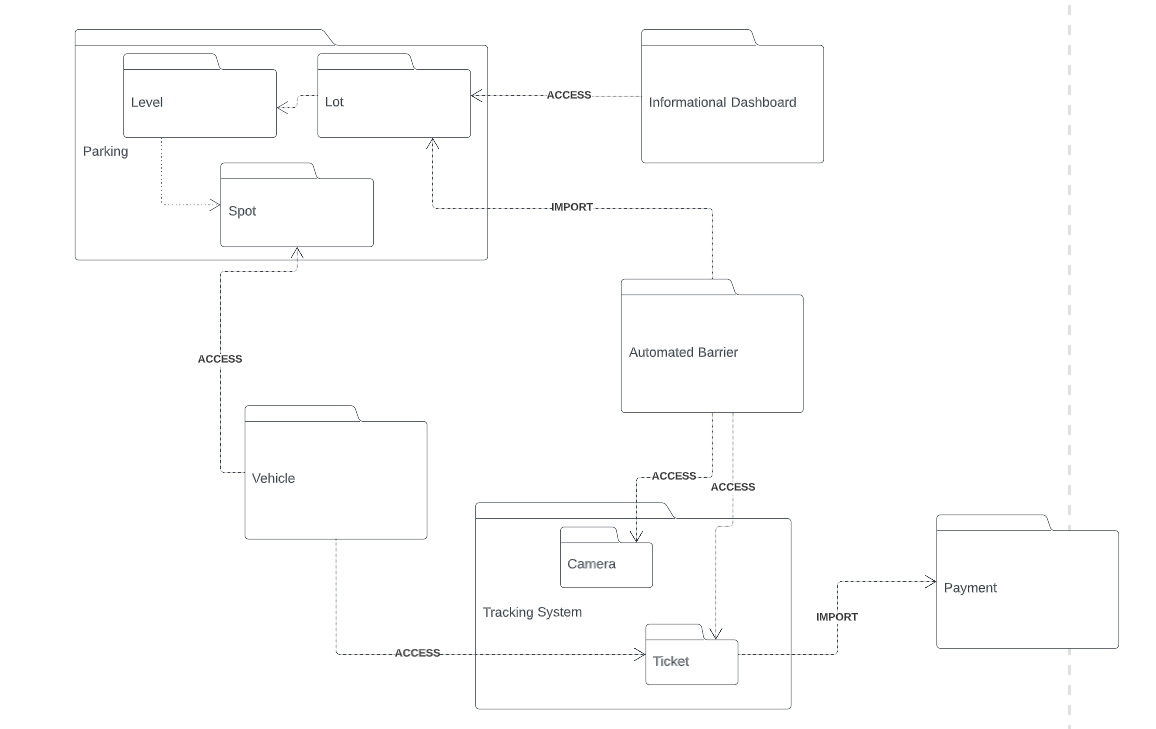 Level
Lot
ACCESS
Informational Dashboard
Parking
Spot
IMPORT
Automated Barrier
ACCESS
Vehicle
ACCESS
ACCESS
Camera
Tracking System
Payment
IMPORT
ACCESS
Ticket